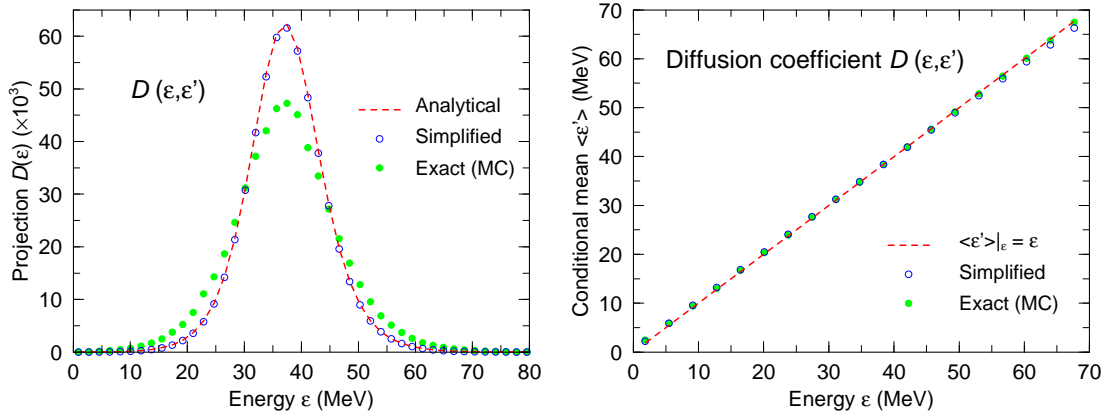 Projection D(ε) (×10³)
60
50
40
30
20
10
0
D (ε,ε’)
Analytical
Simplified
Exact (MC)
0 10 20 30 40 50 60 70 80
Energy ε (MeV)
Conditional mean <ε’> (MeV)
70
60
50
40
30
20
10
0
Diffusion coefficient D (ε,ε’)
<ε’>|ε = ε
Simplified
Exact (MC)
0 10 20 30 40 50 60 70
Energy ε (MeV)